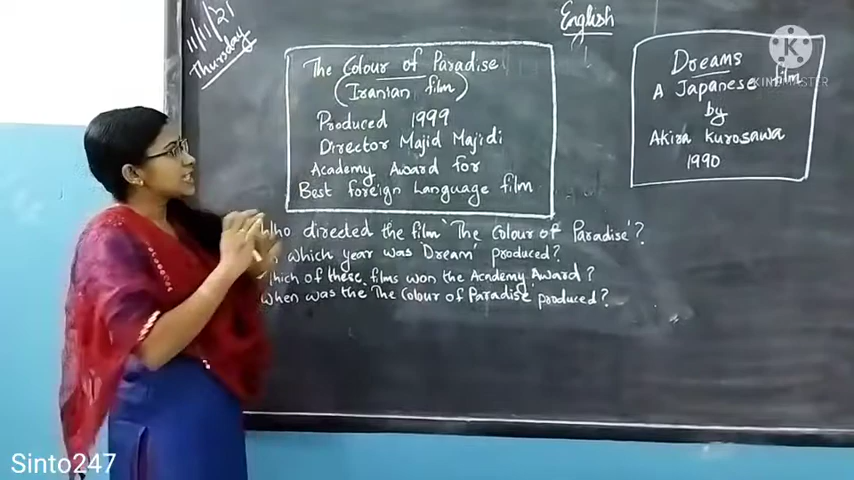 11/11/21
Thursday
English
The Colour of Paradise
(Iranian film)
Produced 1999
Director Majid Majidi
Academy Award for
Best foreign Language film
Dreams
A Japanese film
by
Akira Kurosawa
1990
K
KINEMASTER
Who directed the film 'The Colour of Paradise'?
which year was 'Dream' produced?
Which of these films won the Academy Award?
When was the 'The Colour of Paradise produced?
Sinto247